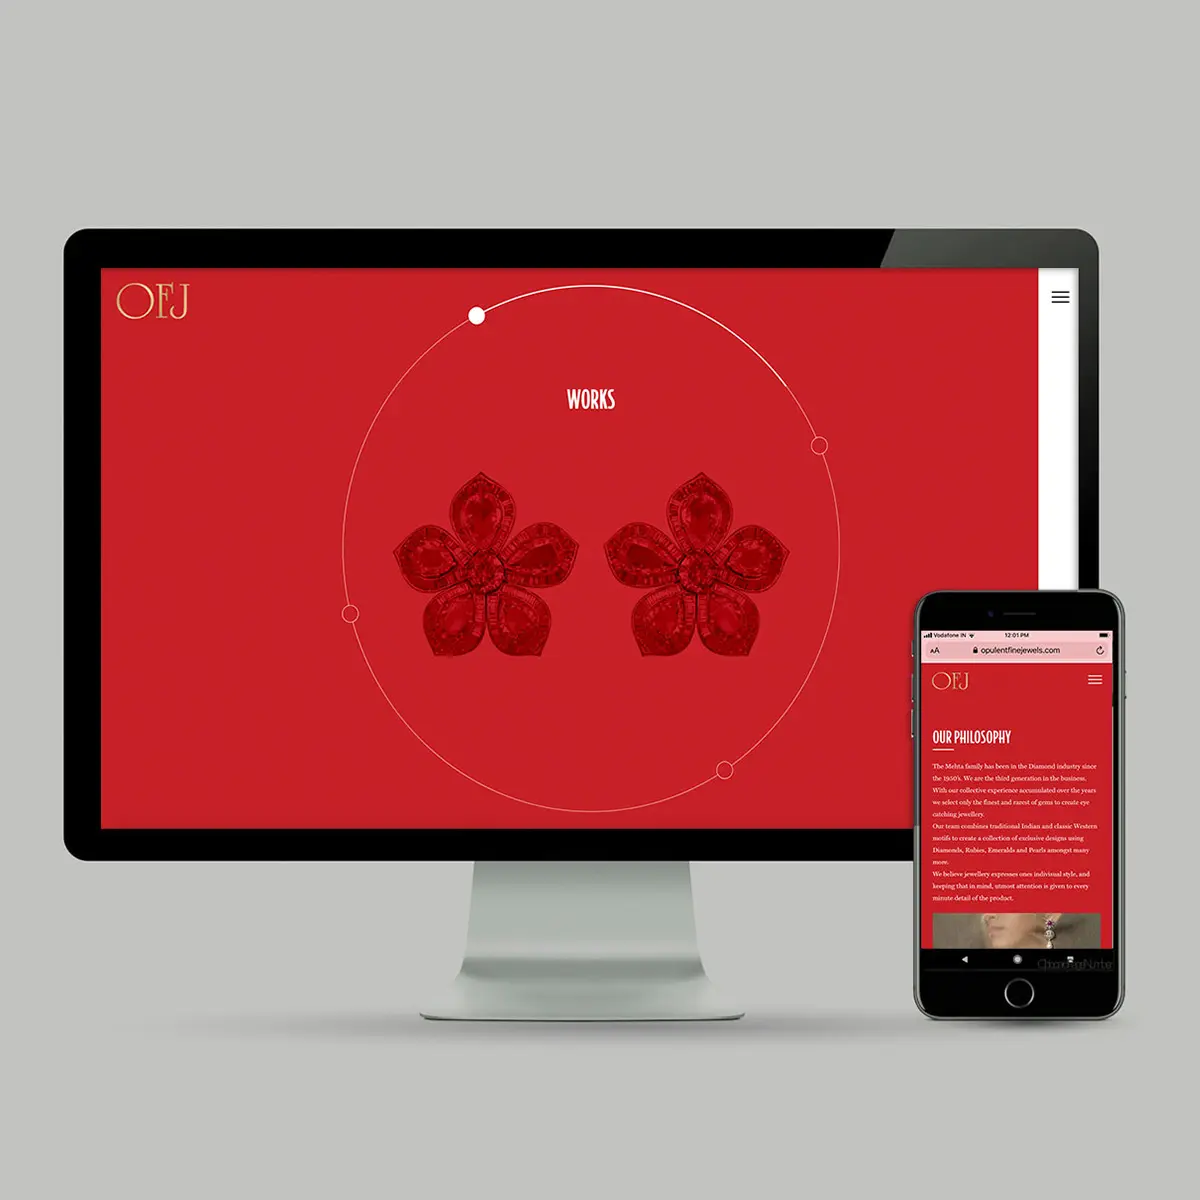 OFJ
WORKS
Vodafone IN 12:01 PM
AA opulentfinejewels.com
OFJ
OUR PHILOSOPHY
The Mehta family has been in the Diamond industry since
the 1950's. We are the third generation in the business.
With our collective experience accumulated over the years
we select only the finest and rarest of gems to create eye
catching jewellery.
Our team combines traditional Indian and classic Western
motifs to create a collection of exclusive designs using
Diamonds, Rubies, Emeralds and Pearls amongst many
more.
We believe jewellery expresses ones indivisual style, and
keeping that in mind, utmost attention is given to every
minute detail of the product.